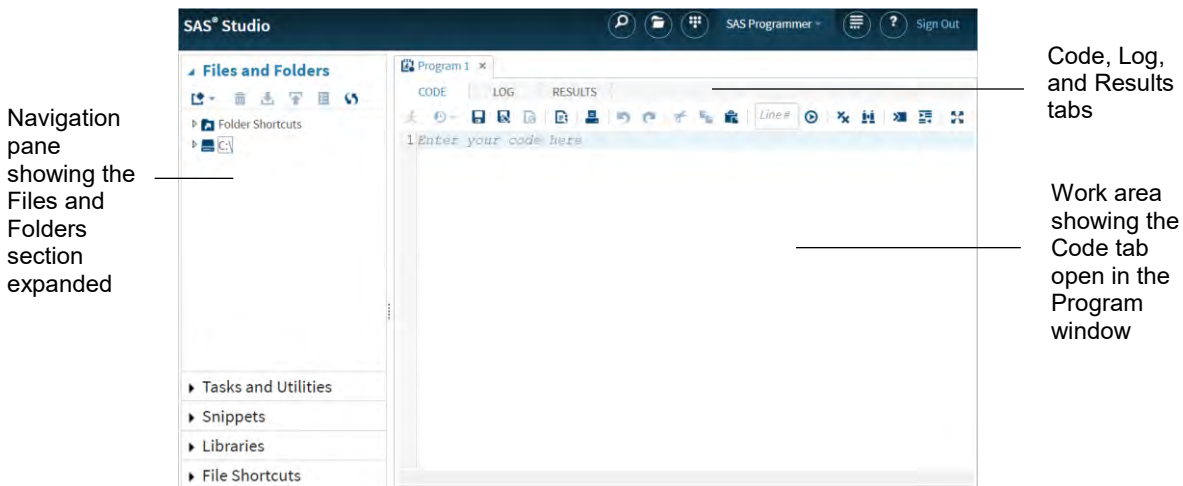 SAS® Studio
SAS Programmer
Sign Out
Files and Folders
Folder Shortcuts
C:\
Tasks and Utilities
Snippets
Libraries
File Shortcuts
Program 1 ×
CODE LOG RESULTS
Line #
1 Enter your code here
Navigation
pane
showing the
Files and
Folders
section
expanded
Code, Log,
and Results
tabs
Work area
showing the
Code tab
open in the
Program
window